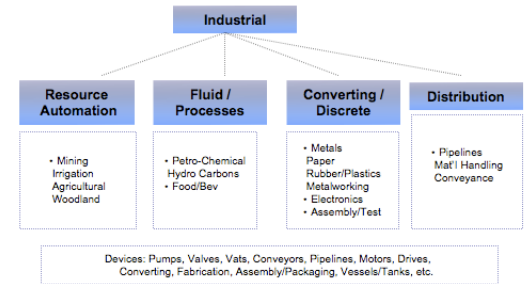 Industrial
Resource
Automation
Fluid /
Processes
Converting /
Discrete
Distribution
• Mining
Irrigation
Agricultural
Woodland
• Petro-Chemical
Hydro Carbons
• Food/Bev
• Metals
Paper
Rubber/Plastics
Metalworking
• Electronics
• Assembly/Test
• Pipelines
Mat'l Handling
Conveyance
Devices: Pumps, Valves, Vats, Conveyors, Pipelines, Motors, Drives,
Converting, Fabrication, Assembly/Packaging, Vessels/Tanks, etc.